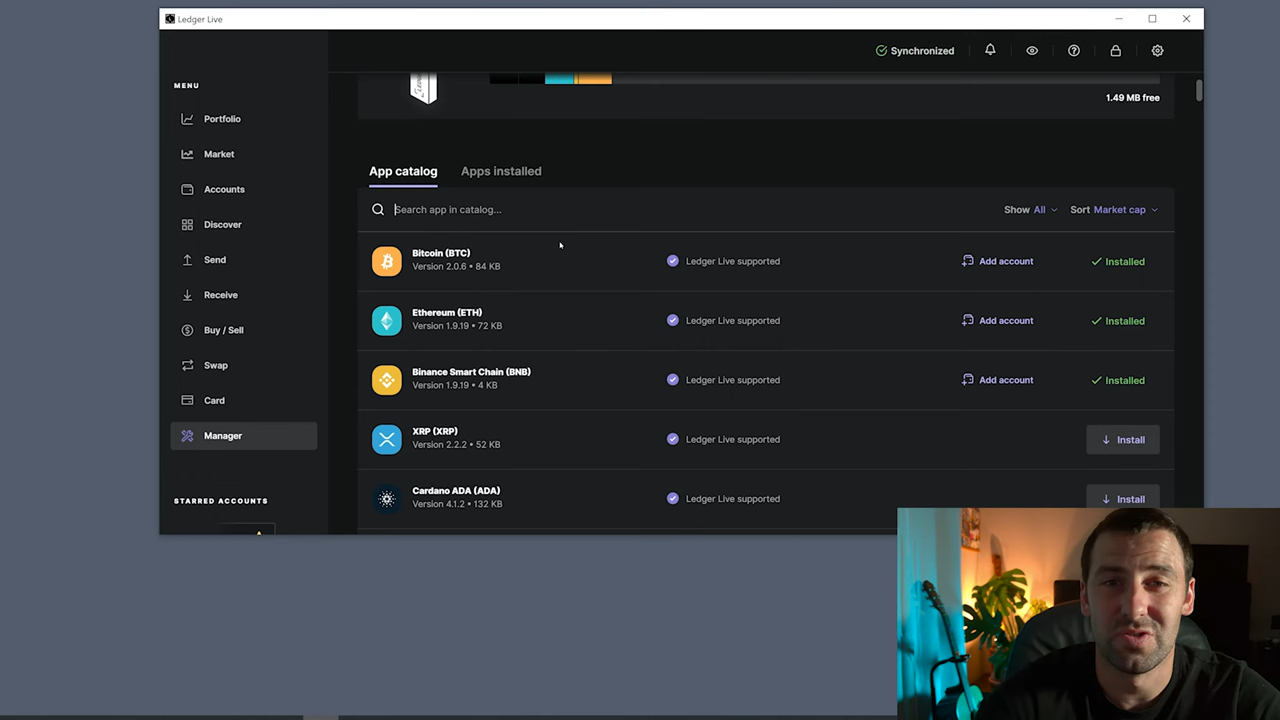 Ledger Live
Synchronized
MENU
Portfolio
Market
Accounts
Discover
Send
Receive
Buy / Sell
Swap
Card
Manager
STARRED ACCOUNTS
1.49 MB free
App catalog
Apps installed
Search app in catalog...
Show All
Sort Market cap
Bitcoin (BTC)
Version 2.0.6 • 84 KB
Ledger Live supported
Add account
Installed
Ethereum (ETH)
Version 1.9.19 • 72 KB
Ledger Live supported
Add account
Installed
Binance Smart Chain (BNB)
Version 1.9.19 • 4 KB
Ledger Live supported
Add account
Installed
XRP (XRP)
Version 2.2.2 • 52 KB
Ledger Live supported
Install
Cardano ADA (ADA)
Version 4.1.2 • 132 KB
Ledger Live supported
Install